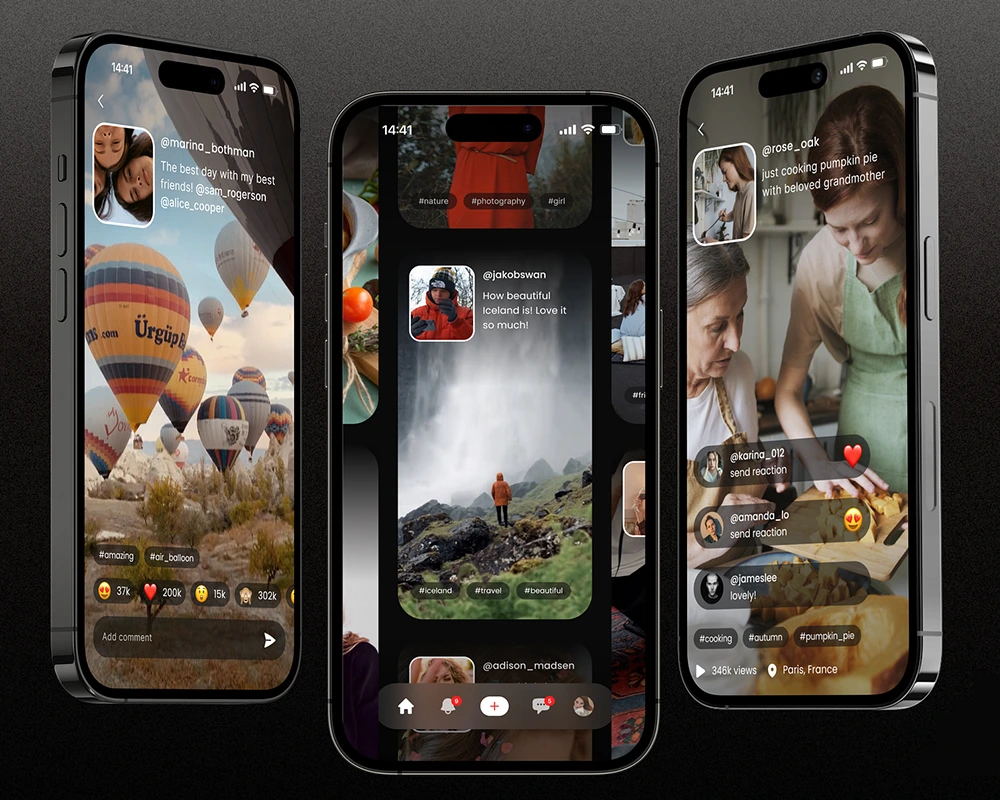 14:41
@marina_bothman
The best day with my best
friends! @sam_rogerson
@alice_cooper
.com
Ürgüp
#amazing
#air_balloon
37k
200k
15k
302k
Add comment
14:41
#nature
#photography
#girl
@jakobswan
How beautiful
Iceland is! Love it
so much!
#iceland
#travel
#beautiful
@adison_madsen
9
5
14:41
@rose_oak
just cooking pumpkin pie
with beloved grandmother
@karina_012
send reaction
@amanda_lo
send reaction
@jameslee
lovely!
#cooking
#autumn
#pumpkin_pie
346k views
Paris, France